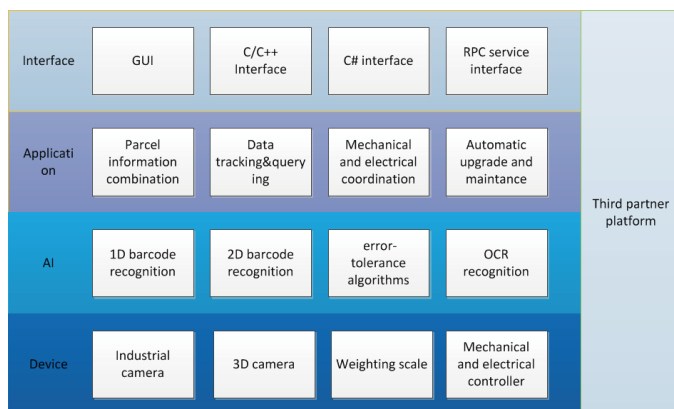 Interface
GUI
C/C++
Interface
C# interface
RPC service
interface
Applicati
on
Parcel
information
combination
Data
tracking&query
ing
Mechanical
and electrical
coordination
Automatic
upgrade and
maintance
Third partner
platform
AI
1D barcode
recognition
2D barcode
recognition
error-
tolerance
algorithms
OCR
recognition
Device
Industrial
camera
3D camera
Weighting scale
Mechanical
and electrical
controller